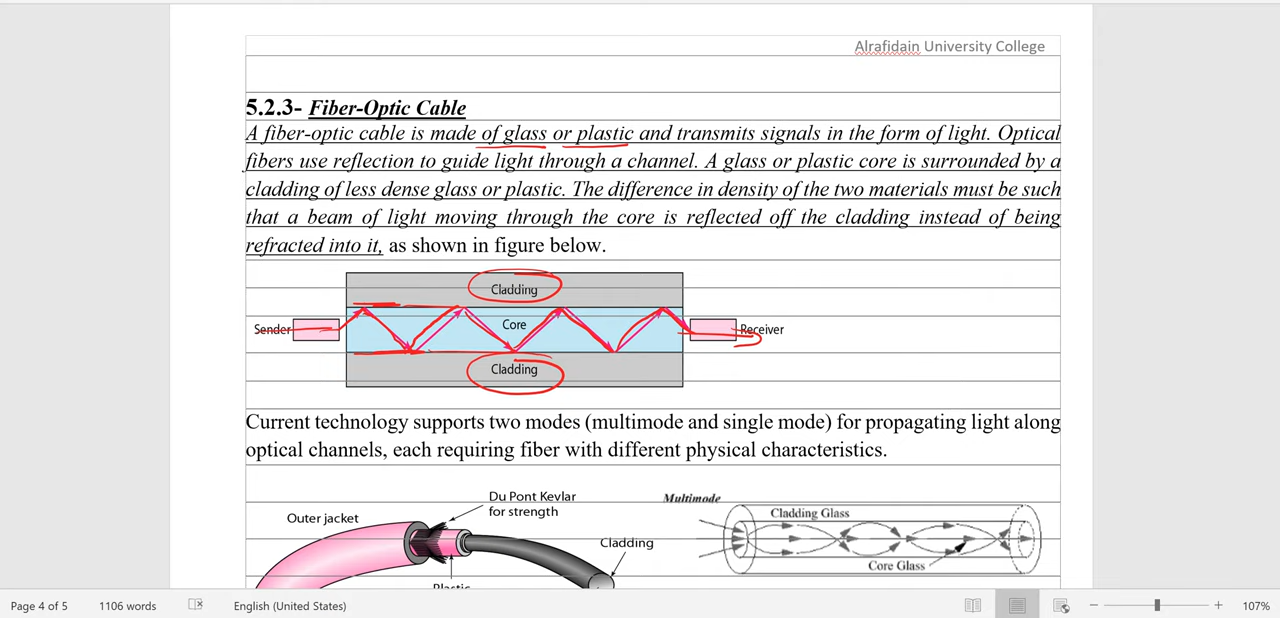 Alrafidain University College
5.2.3- Fiber-Optic Cable
A fiber-optic cable is made of glass or plastic and transmits signals in the form of light. Optical
fibers use reflection to guide light through a channel. A glass or plastic core is surrounded by a
cladding of less dense glass or plastic. The difference in density of the two materials must be such
that a beam of light moving through the core is reflected off the cladding instead of being
refracted into it, as shown in figure below.
Cladding
Sender
Core
Receiver
Cladding
Current technology supports two modes (multimode and single mode) for propagating light along
optical channels, each requiring fiber with different physical characteristics.
Du Pont Kevlar
for strength
Outer jacket
Cladding
Plastic
Multimode
Cladding Glass
Core Glass
Page 4 of 5
1106 words
English (United States)
107%